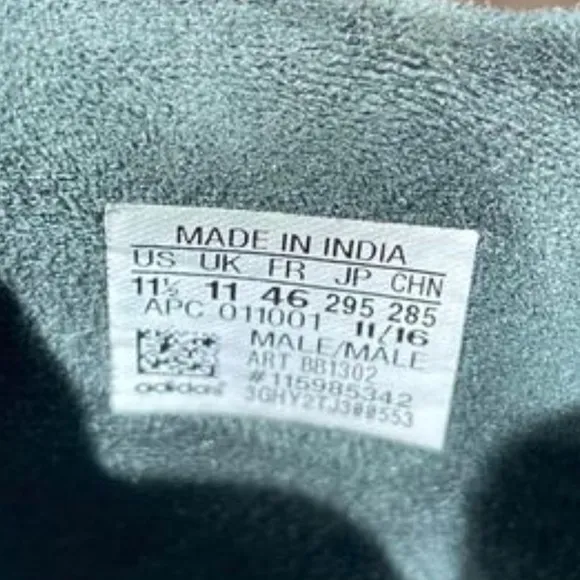 MADE IN INDIA
US UK FR JP CHN
11½ 11 46 295 285
APC 011001 11/16
MALE/MALE
ART BB1302
#115985342
adidas 3GHY2TJ300553